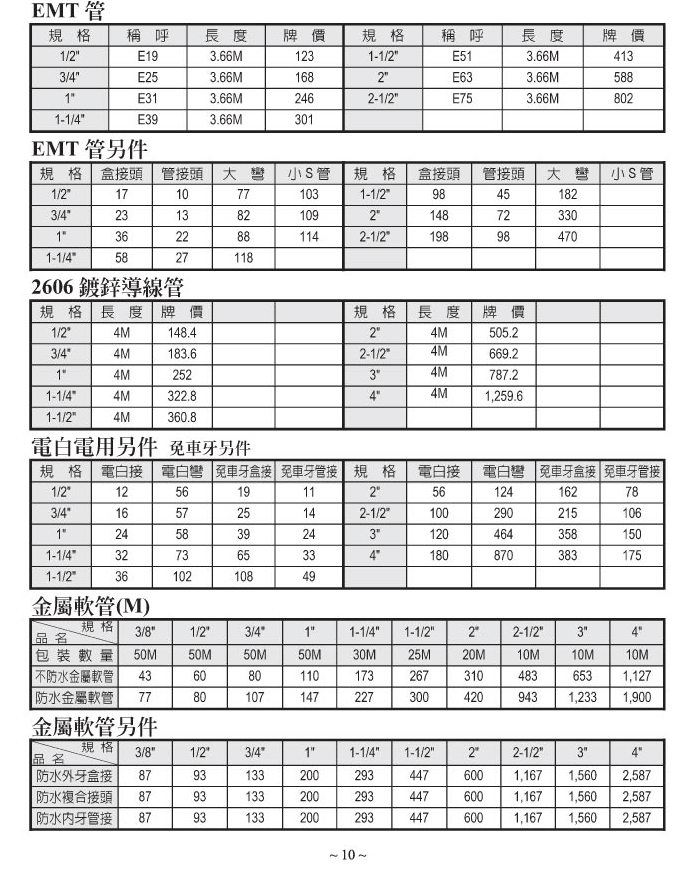 EMT 管
規 格 稱 呼 長 度 牌 價 規 格 稱 呼 長 度 牌 價
1/2" E19 3.66M 123 1-1/2" E51 3.66M 413
3/4" E25 3.66M 168 2" E63 3.66M 588
1" E31 3.66M 246 2-1/2" E75 3.66M 802
1-1/4" E39 3.66M 301
EMT 管另件
規 格 盒接頭 管接頭 大 彎 小S管 規 格 盒接頭 管接頭 大 彎 小S管
1/2" 17 10 77 103 1-1/2" 98 45 182
3/4" 23 13 82 109 2" 148 72 330
1" 36 22 88 114 2-1/2" 198 98 470
1-1/4" 58 27 118
2606 鍍鋅導線管
規 格 長 度 牌 價 規 格 長 度 牌 價
1/2" 4M 148.4 2" 4M 505.2
3/4" 4M 183.6 2-1/2" 4M 669.2
1" 4M 252 3" 4M 787.2
1-1/4" 4M 322.8 4" 4M 1,259.6
1-1/2" 4M 360.8
電白電用另件 免車牙另件
規 格 電白接 電白彎 免車牙盒接 免車牙管接 規 格 電白接 電白彎 免車牙盒接 免車牙管接
1/2" 12 56 19 11 2" 56 124 162 78
3/4" 16 57 25 14 2-1/2" 100 290 215 106
1" 24 58 39 24 3" 120 464 358 150
1-1/4" 32 73 65 33 4" 180 870 383 175
1-1/2" 36 102 108 49
金屬軟管(M)
品 名 規 格 3/8" 1/2" 3/4" 1" 1-1/4" 1-1/2" 2" 2-1/2" 3" 4"
包 裝 數 量 50M 50M 50M 50M 30M 25M 20M 10M 10M 10M
不防水金屬軟管 43 60 80 110 173 267 310 483 653 1,127
防水金屬軟管 77 80 107 147 227 300 420 943 1,233 1,900
金屬軟管另件
品 名 規 格 3/8" 1/2" 3/4" 1" 1-1/4" 1-1/2" 2" 2-1/2" 3" 4"
防水外牙盒接 87 93 133 200 293 447 600 1,167 1,560 2,587
防水複合接頭 87 93 133 200 293 447 600 1,167 1,560 2,587
防水內牙管接 87 93 133 200 293 447 600 1,167 1,560 2,587
~ 10 ~